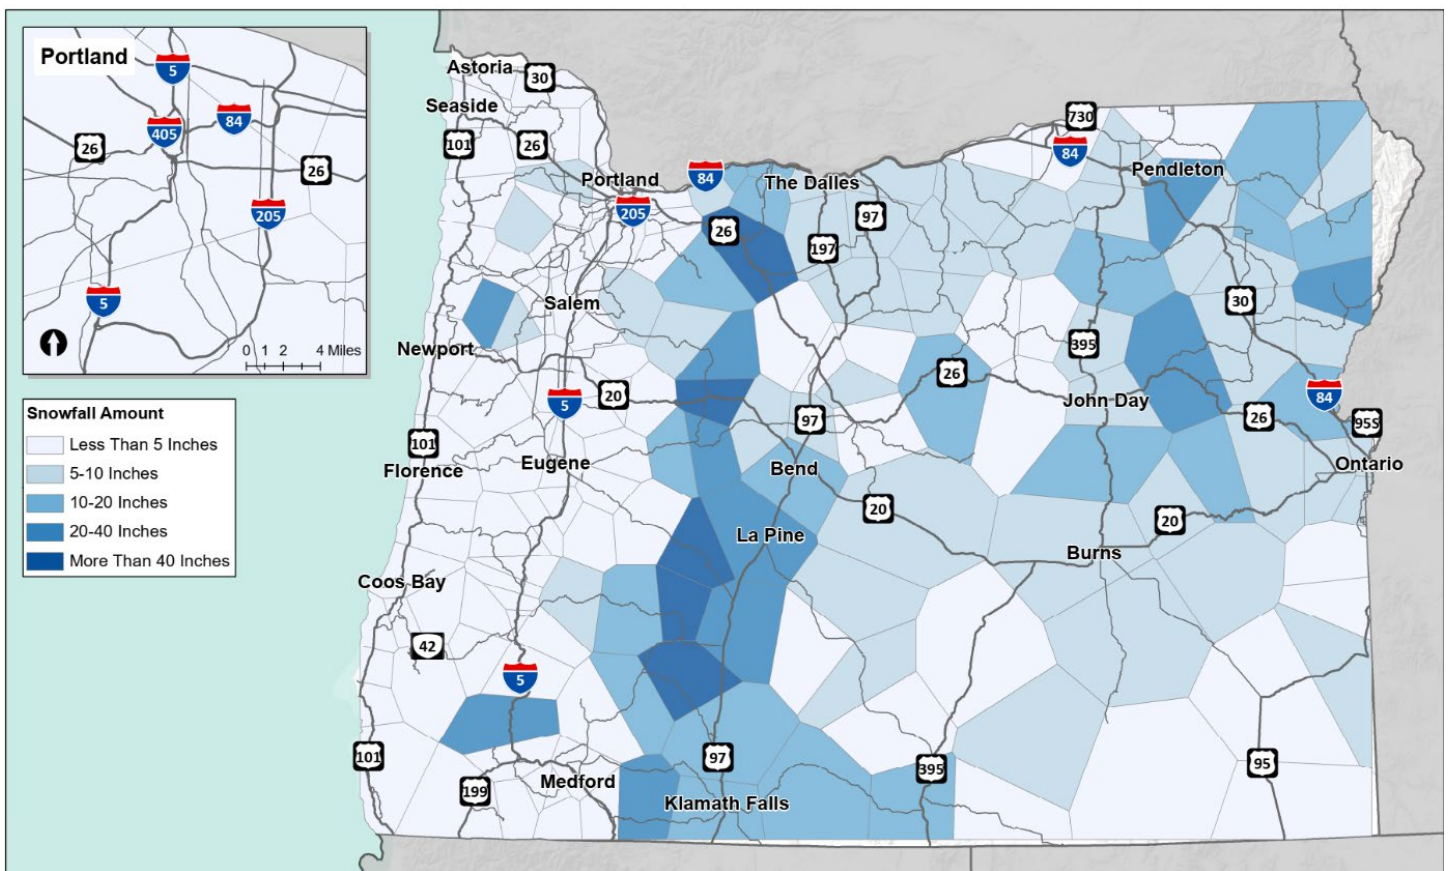 Portland
5
84
405
26
26
205
5
0 1 2 4 Miles
Snowfall Amount
Less Than 5 Inches
5-10 Inches
10-20 Inches
20-40 Inches
More Than 40 Inches
Astoria
30
Seaside
101
26
Portland
84
205
The Dalles
26
97
197
730
84
Pendleton
Salem
Newport
30
395
26
John Day
84
26
95S
Ontario
20
5
97
101
Florence
Eugene
Bend
20
20
La Pine
Burns
Coos Bay
42
5
101
199
Medford
97
Klamath Falls
395
95